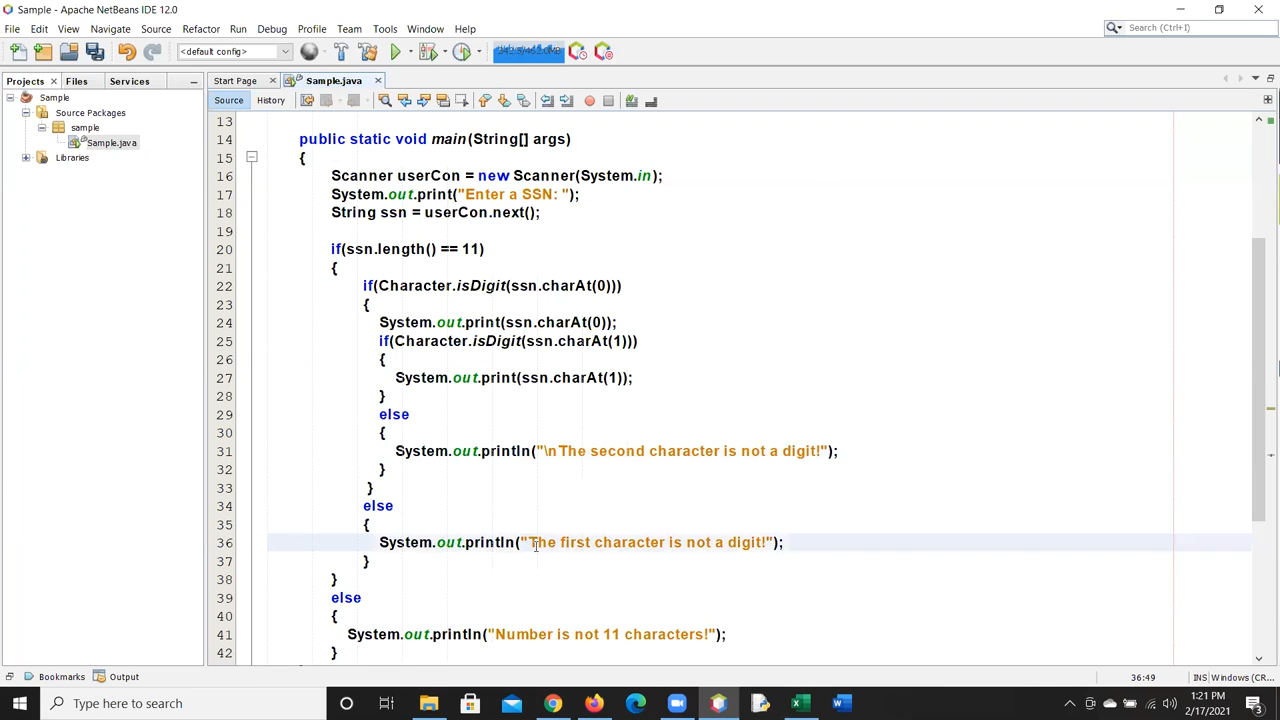 Sample - Apache NetBeans IDE 12.0
File Edit View Navigate Source Refactor Run Debug Profile Team Tools Window Help
Search (Ctrl+I)
<default config>
Projects Files Services
Start Page Sample.java
Source History
Sample
Source Packages
sample
Sample.java
Libraries
13
14 public static void main(String[] args)
15 {
16 Scanner userCon = new Scanner(System.in);
17 System.out.print("Enter a SSN: ");
18 String ssn = userCon.next();
19
20 if(ssn.length() == 11)
21 {
22 if(Character.isDigit(ssn.charAt(0)))
23 {
24 System.out.print(ssn.charAt(0));
25 if(Character.isDigit(ssn.charAt(1)))
26 {
27 System.out.print(ssn.charAt(1));
28 }
29 else
30 {
31 System.out.println("\nThe second character is not a digit!");
32 }
33 }
34 else
35 {
36 System.out.println("The first character is not a digit!");
37 }
38 }
39 else
40 {
41 System.out.println("Number is not 11 characters!");
42 }
Bookmarks Output
36:49 INS Windows (CR...
Type here to search
1:21 PM
2/17/2021
3